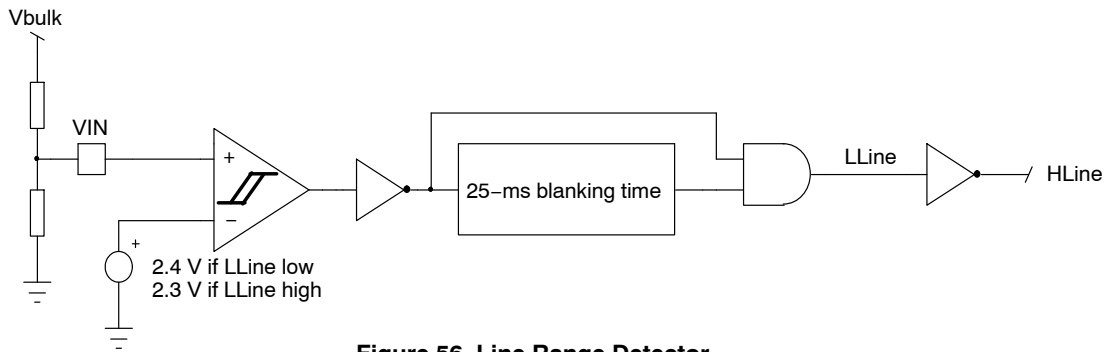 Vbulk
VIN
+
−
+
2.4 V if LLine low
2.3 V if LLine high
25−ms blanking time
LLine
HLine
Figure 56. Line Range Detector